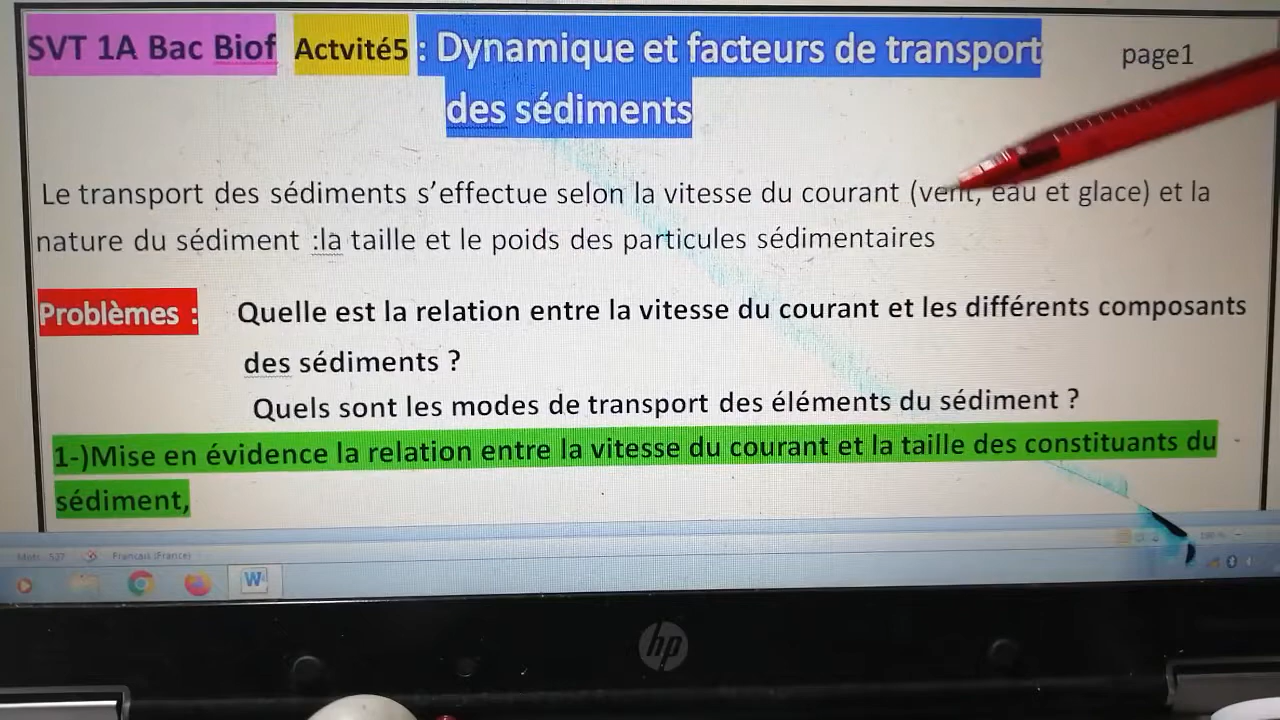 SVT 1A Bac Biof Actvité5 : Dynamique et facteurs de transport page1
des sédiments
Le transport des sédiments s’effectue selon la vitesse du courant (vent, eau et glace) et la
nature du sédiment :la taille et le poids des particules sédimentaires
Problèmes : Quelle est la relation entre la vitesse du courant et les différents composants
des sédiments ?
Quels sont les modes de transport des éléments du sédiment ?
1-)Mise en évidence la relation entre la vitesse du courant et la taille des constituants du
sédiment,
Mots: 527 Français (France) 190 %
W
hp